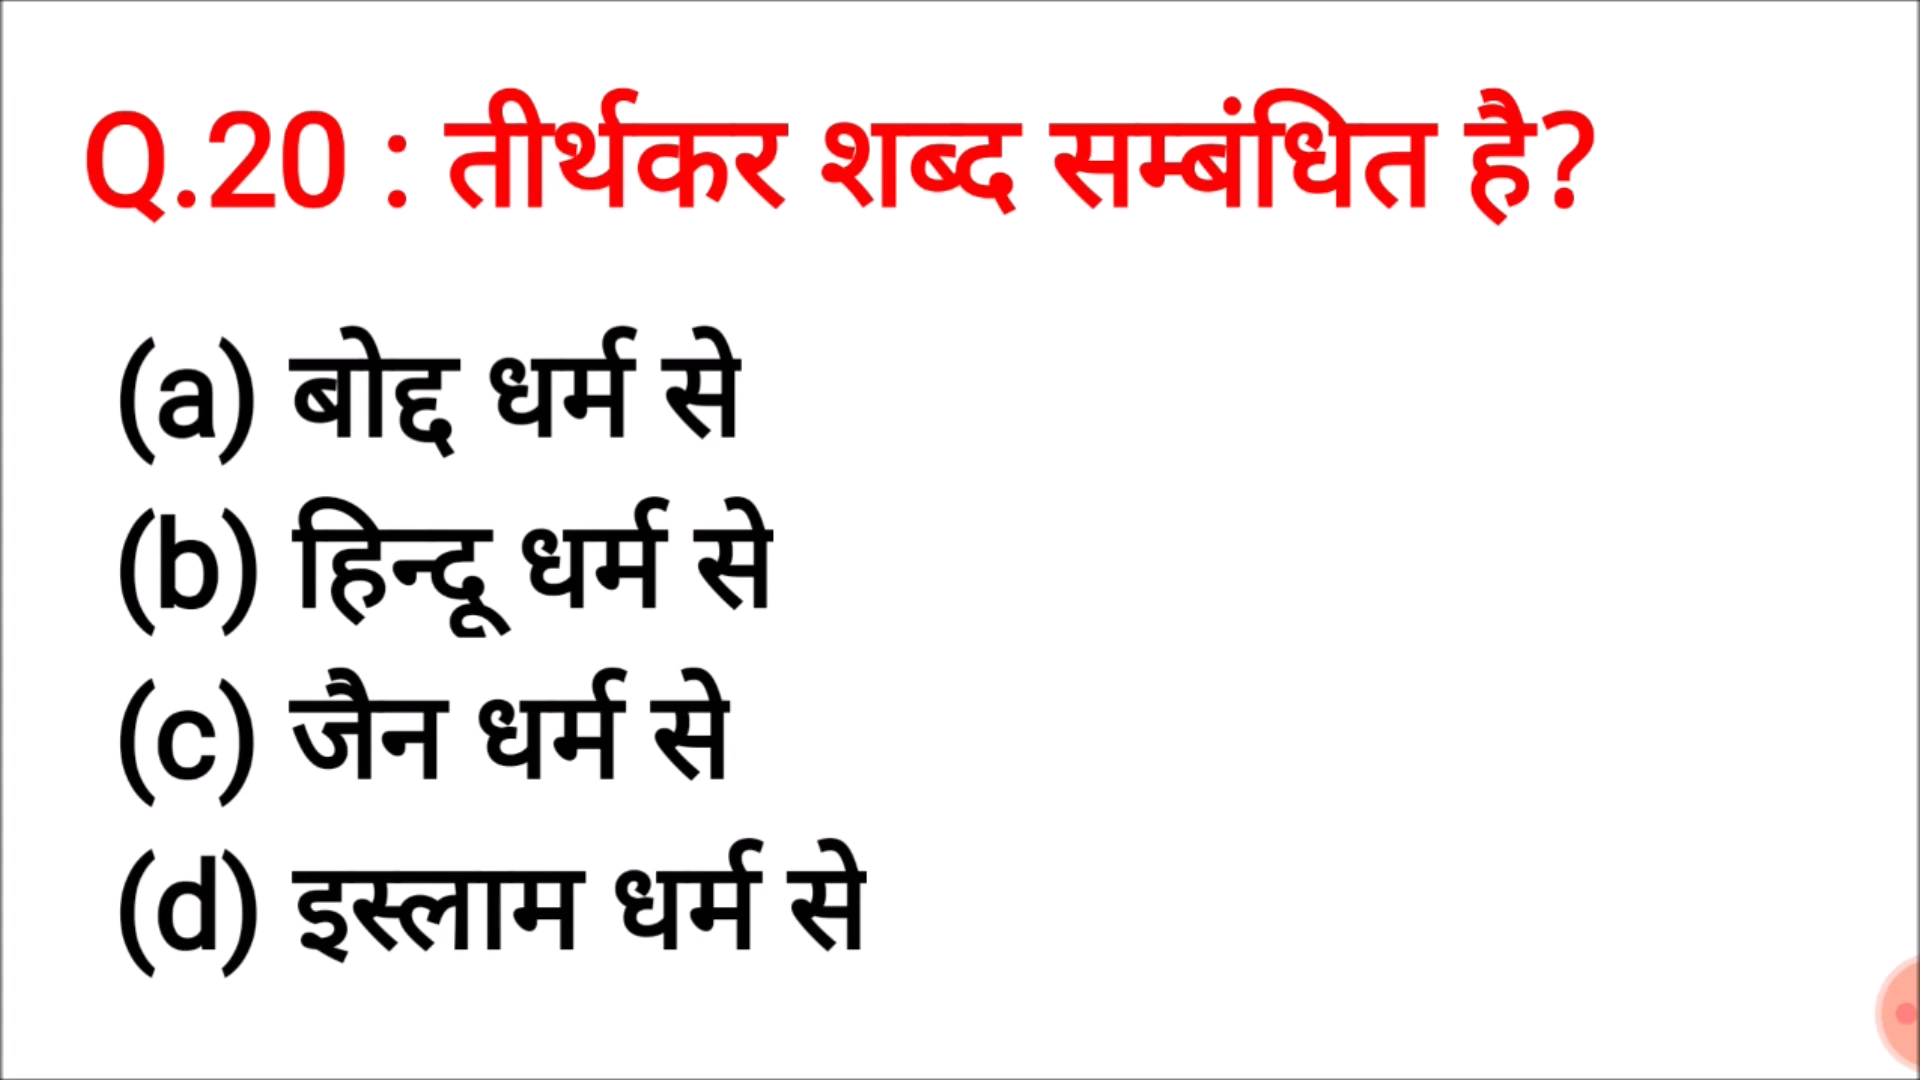 Q.20 : तीर्थकर शब्द सम्बंधित है?
(a) बोद्द धर्म से
(b) हिन्दू धर्म से
(c) जैन धर्म से
(d) इस्लाम धर्म से